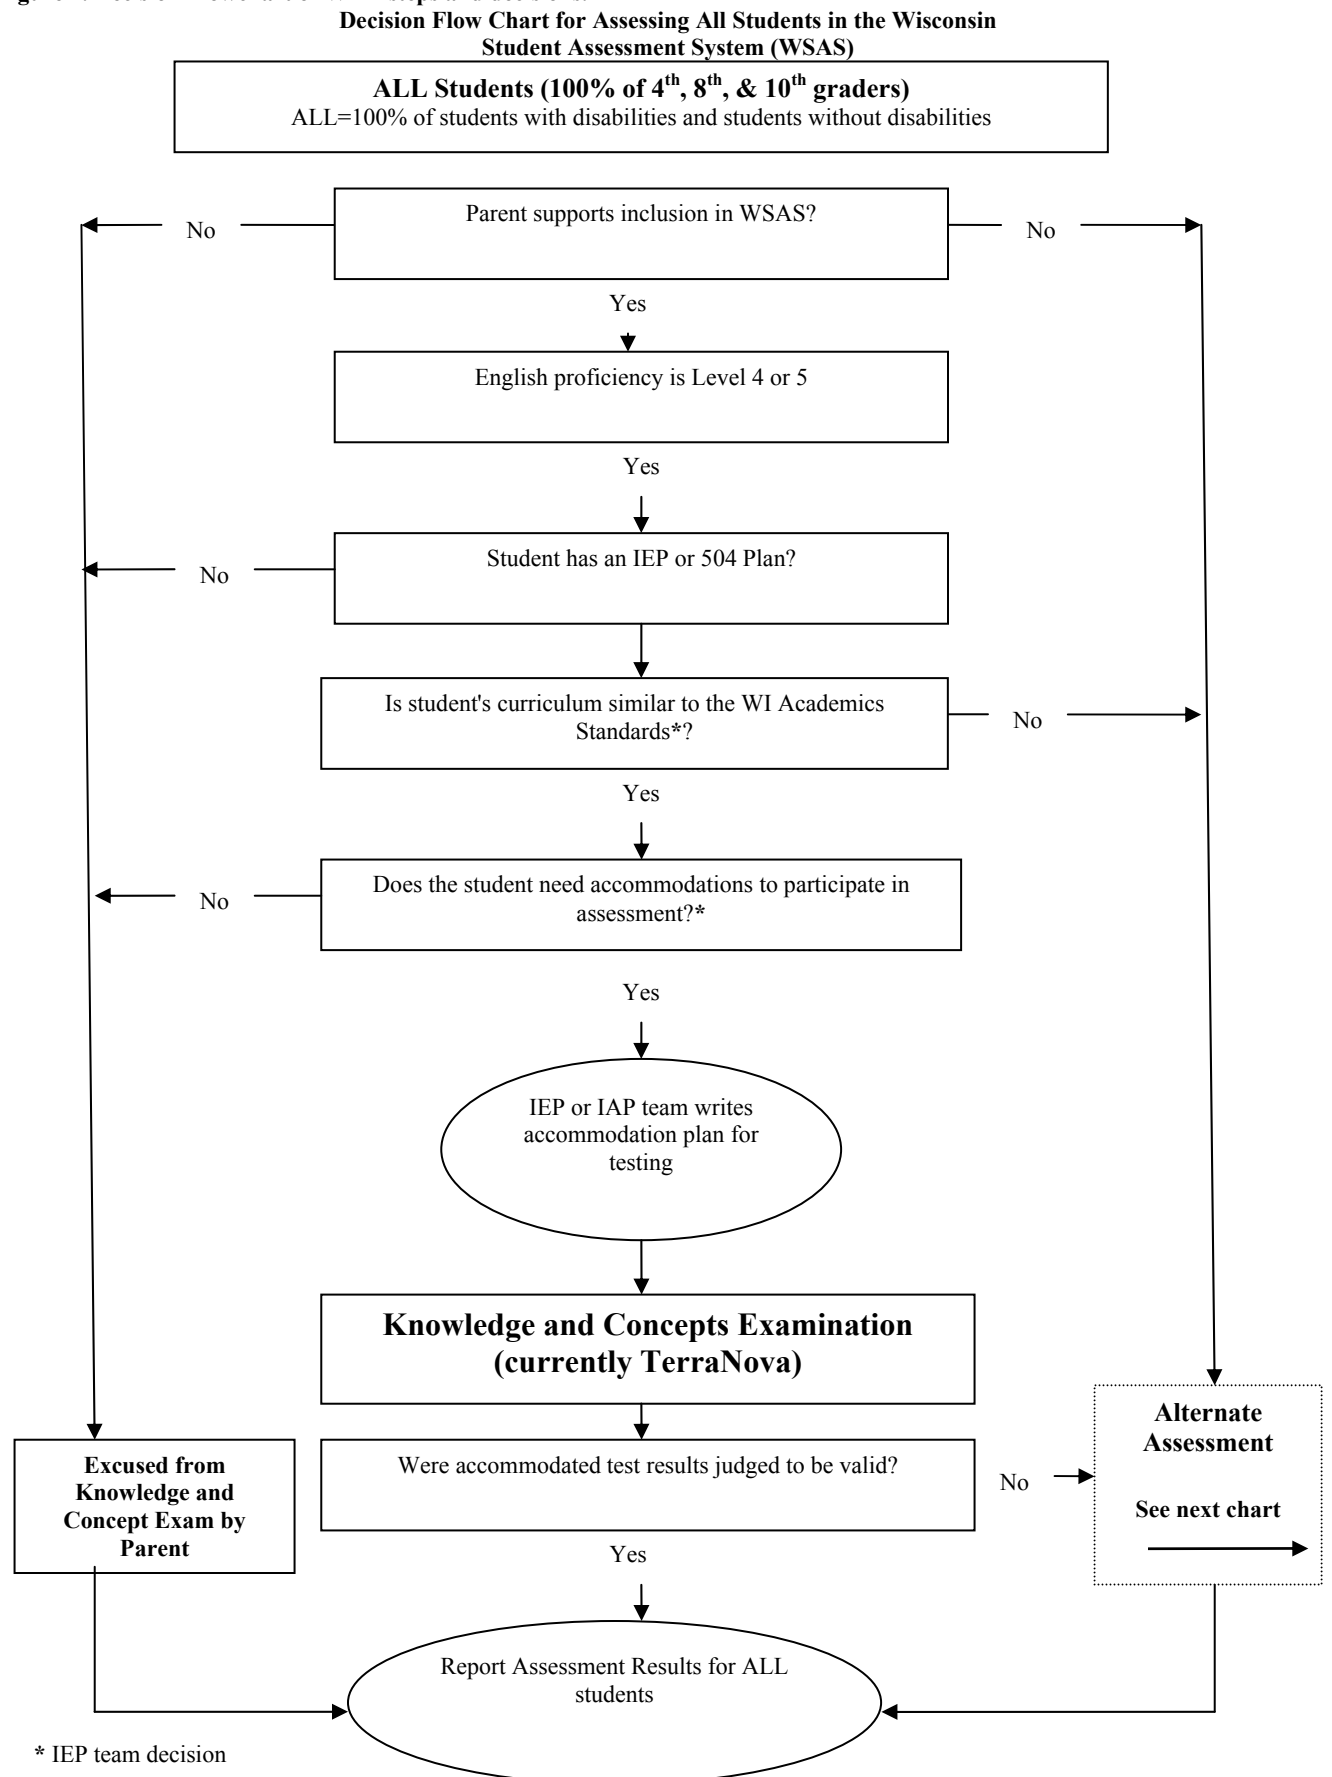 Decision Flow Chart for Assessing All Students in the Wisconsin
Student Assessment System (WSAS)
ALL Students (100% of 4th, 8th, & 10th graders)
ALL=100% of students with disabilities and students without disabilities
Parent supports inclusion in WSAS?
No
No
Yes
English proficiency is Level 4 or 5
Yes
Student has an IEP or 504 Plan?
No
Is student's curriculum similar to the WI Academics
Standards*?
No
Yes
Does the student need accommodations to participate in
assessment?*
No
Yes
IEP or IAP team writes
accommodation plan for
testing
Knowledge and Concepts Examination
(currently TerraNova)
Alternate
Assessment
See next chart
Excused from
Knowledge and
Concept Exam by
Parent
Were accommodated test results judged to be valid?
No
Yes
Report Assessment Results for ALL
students
* IEP team decision